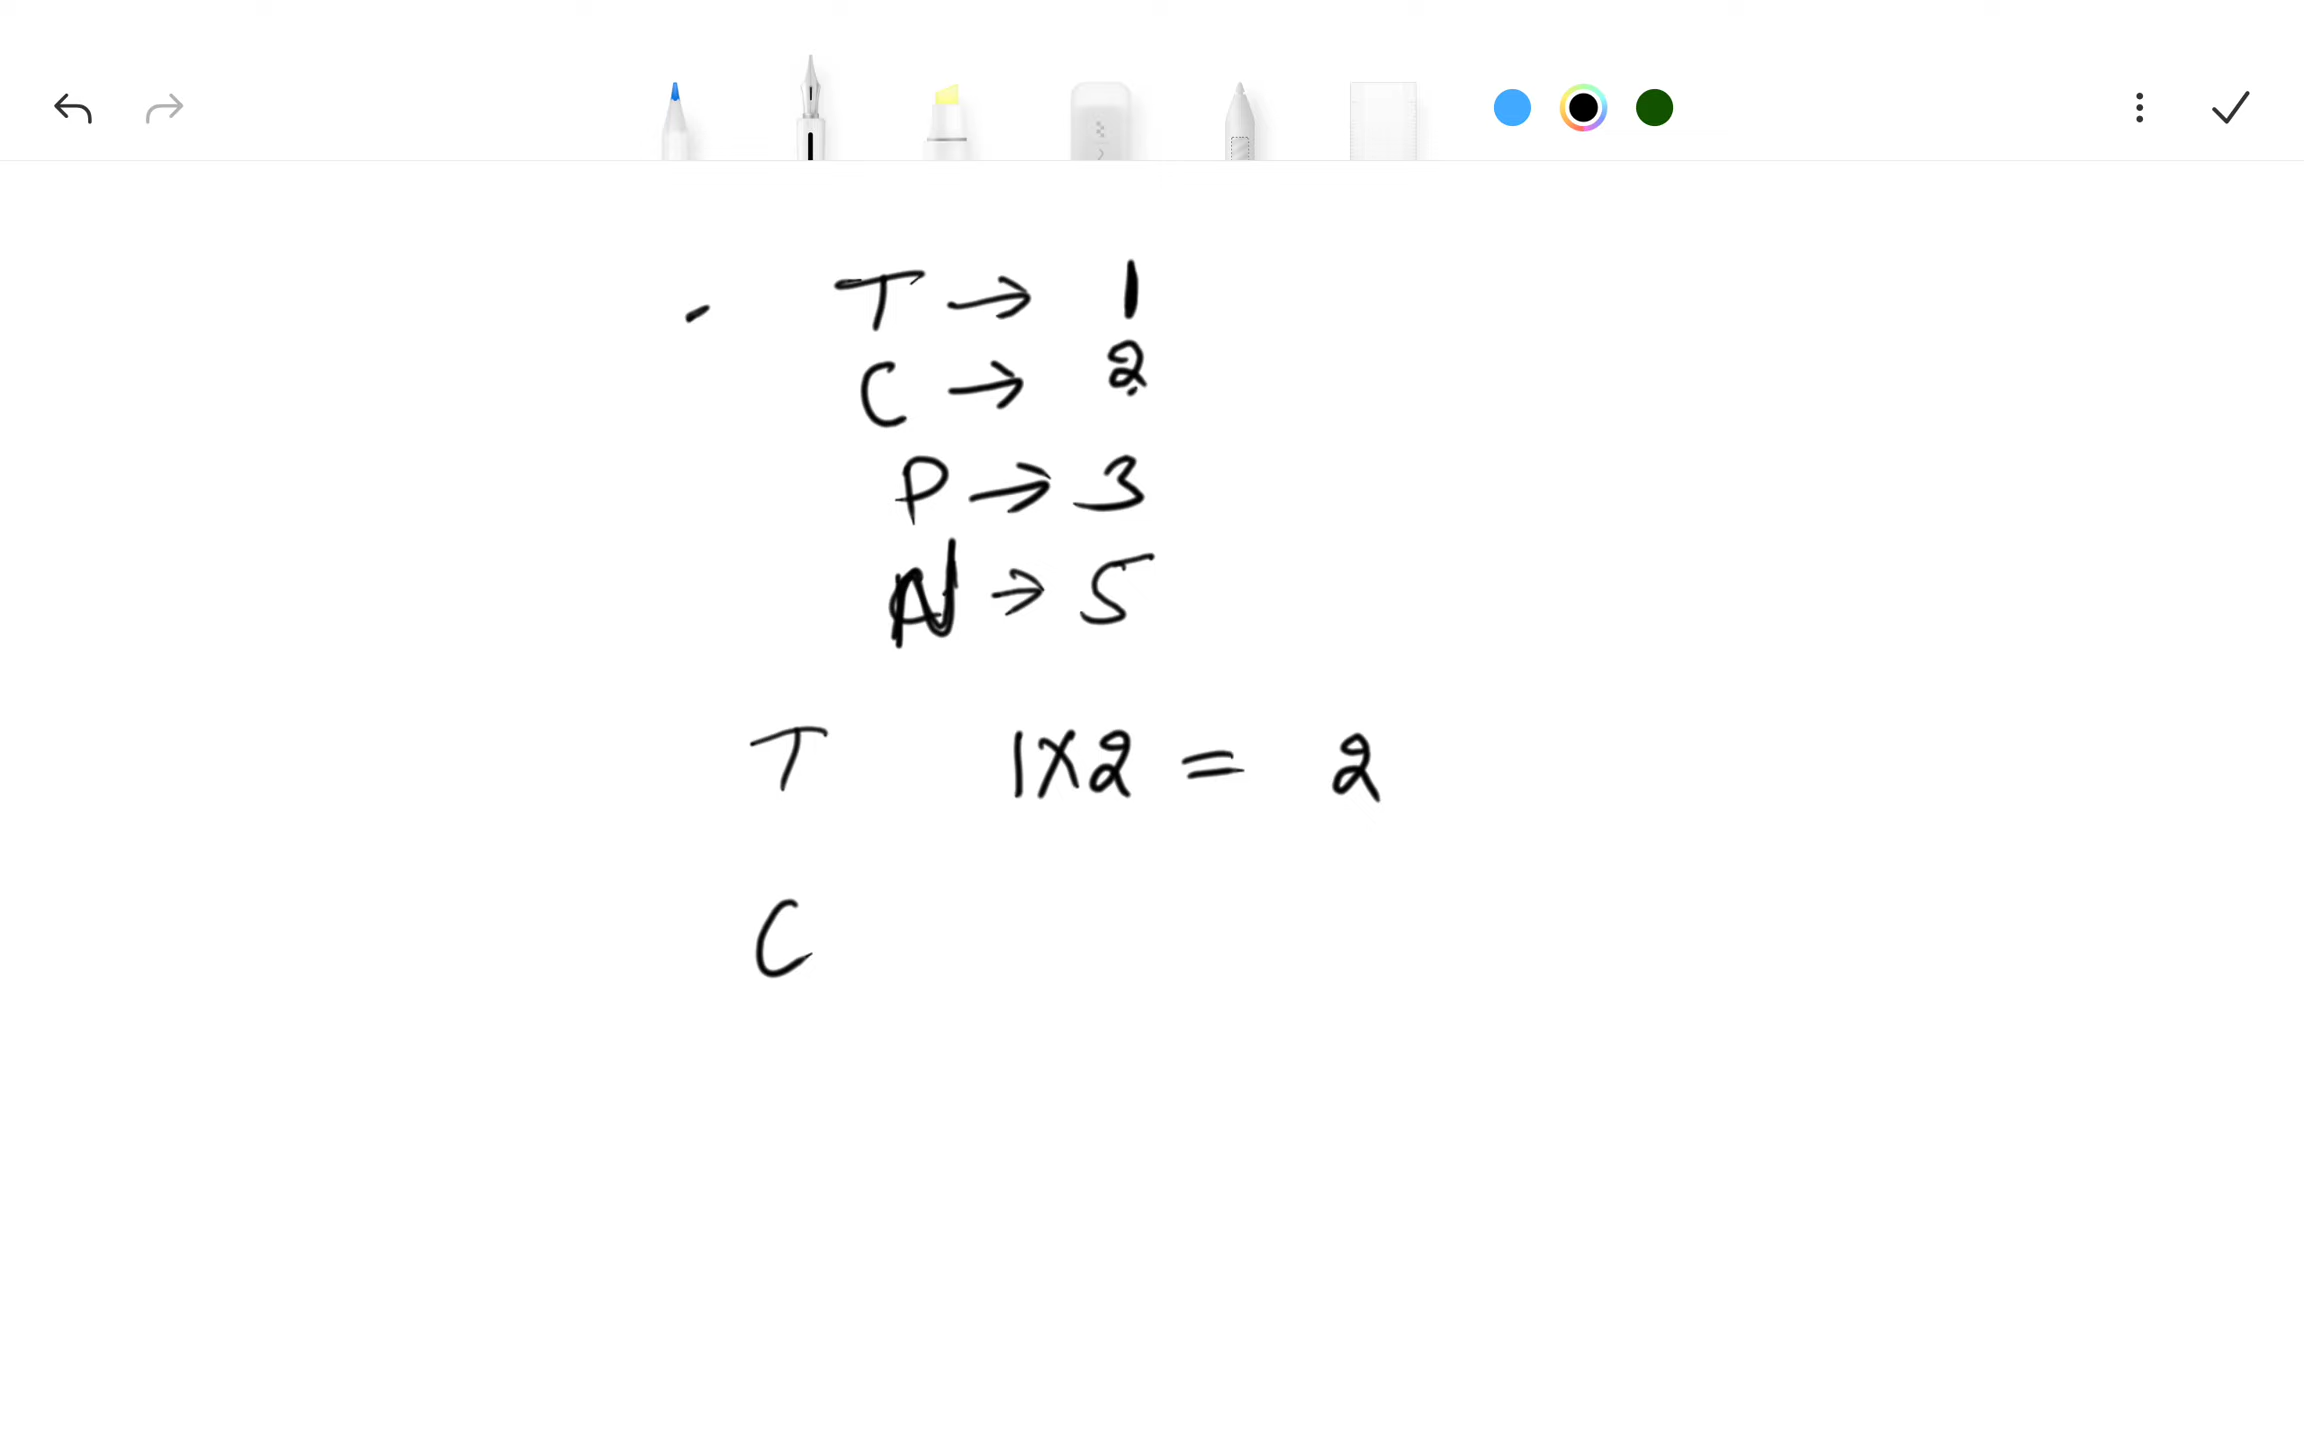 T → 1
C → 2
P → 3
N → 5
T 1X2 = 2
C